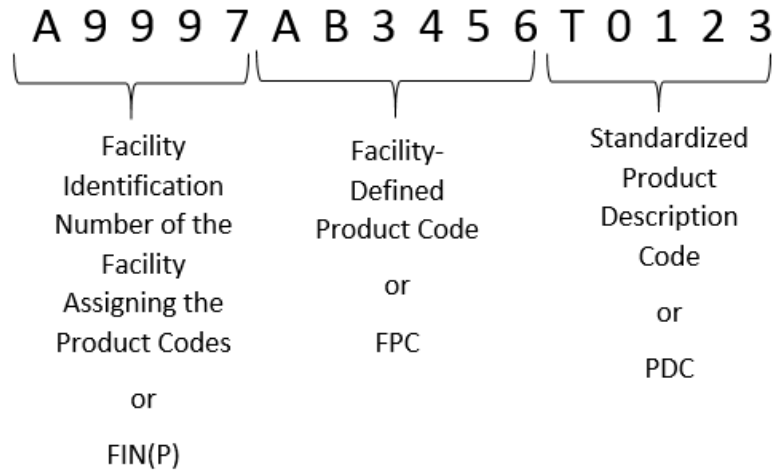 A 9 9 9 7 A B 3 4 5 6 T 0 1 2 3
Facility
Identification
Number of the
Facility
Assigning the
Product Codes
or
FIN(P)
Facility-
Defined
Product Code
or
FPC
Standardized
Product
Description
Code
or
PDC